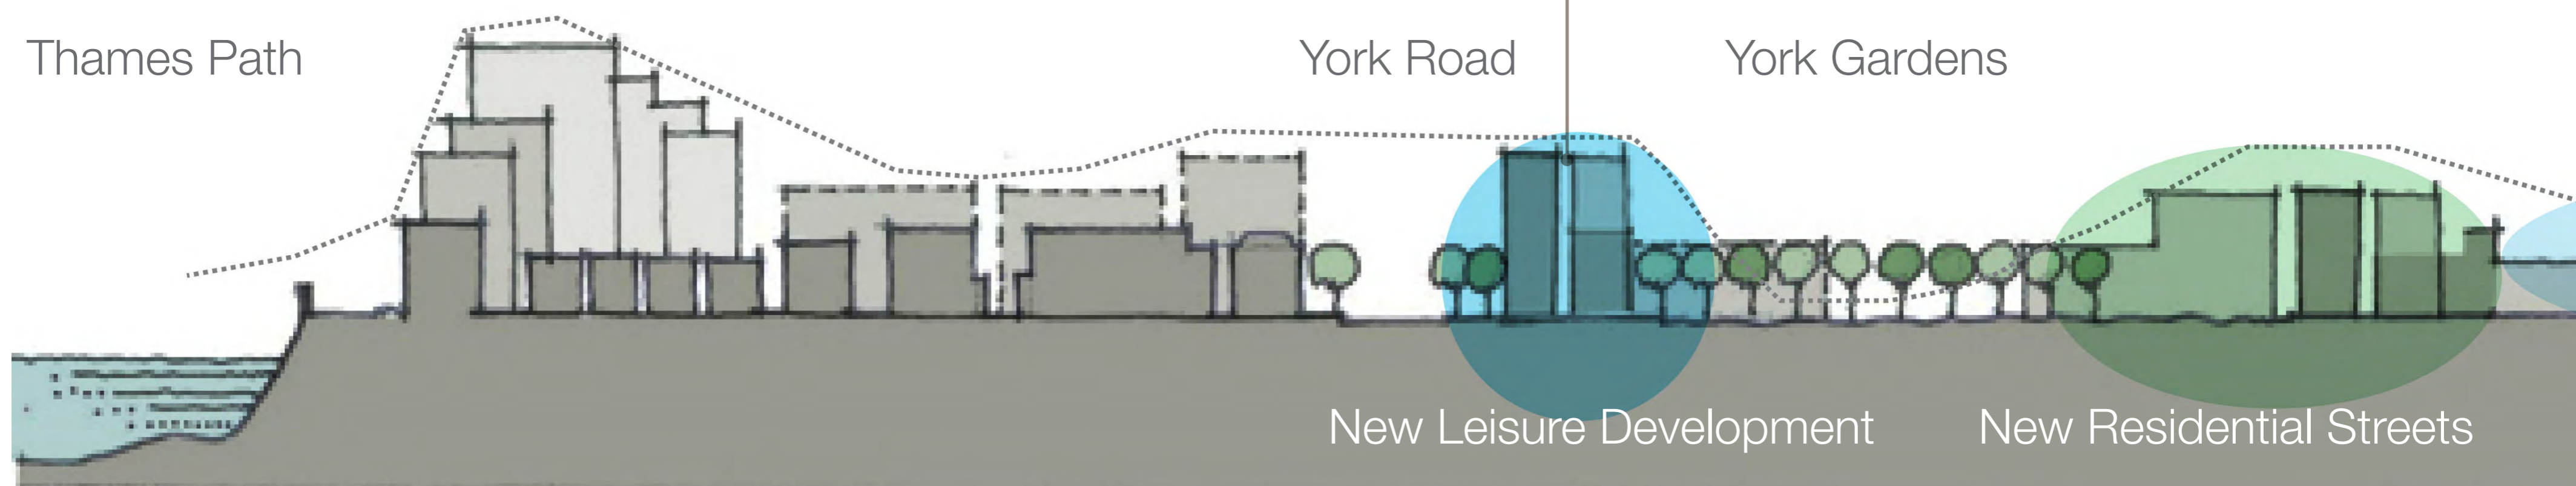 Thames Path
York Road
York Gardens
New Leisure Development
New Residential Streets